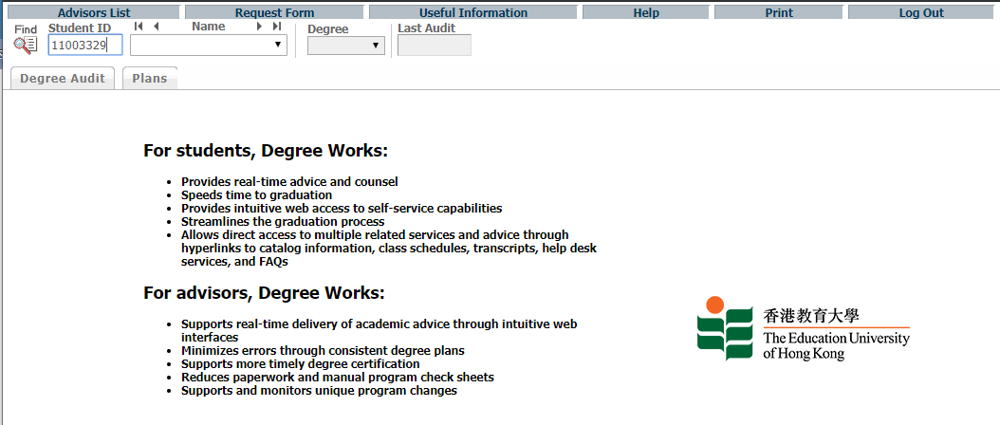 Advisors List Request Form Useful Information Help Print Log Out
Find Student ID Name Degree Last Audit
11003329
Degree Audit Plans
For students, Degree Works:
• Provides real-time advice and counsel
• Speeds time to graduation
• Provides intuitive web access to self-service capabilities
• Streamlines the graduation process
• Allows direct access to multiple related services and advice through
hyperlinks to catalog information, class schedules, transcripts, help desk
services, and FAQs
For advisors, Degree Works:
• Supports real-time delivery of academic advice through intuitive web
interfaces
• Minimizes errors through consistent degree plans
• Supports more timely degree certification
• Reduces paperwork and manual program check sheets
• Supports and monitors unique program changes
香港教育大學
The Education University
of Hong Kong